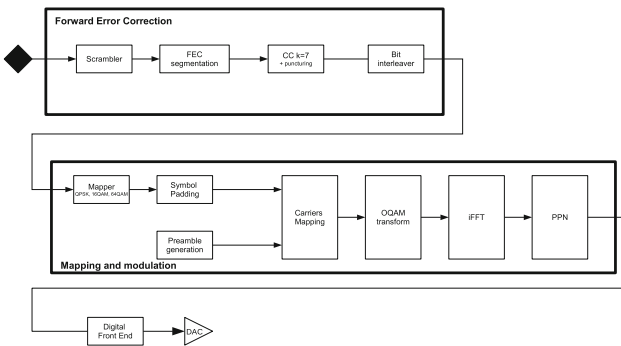 Forward Error Correction
Scrambler
FEC
segmentation
CC k=7
+ puncturing
Bit
interleaver
Mapper
QPSK, 16QAM, 64QAM
Symbol
Padding
Preamble
generation
Carriers
Mapping
OQAM
transform
iFFT
PPN
Mapping and modulation
Digital
Front End
DAC